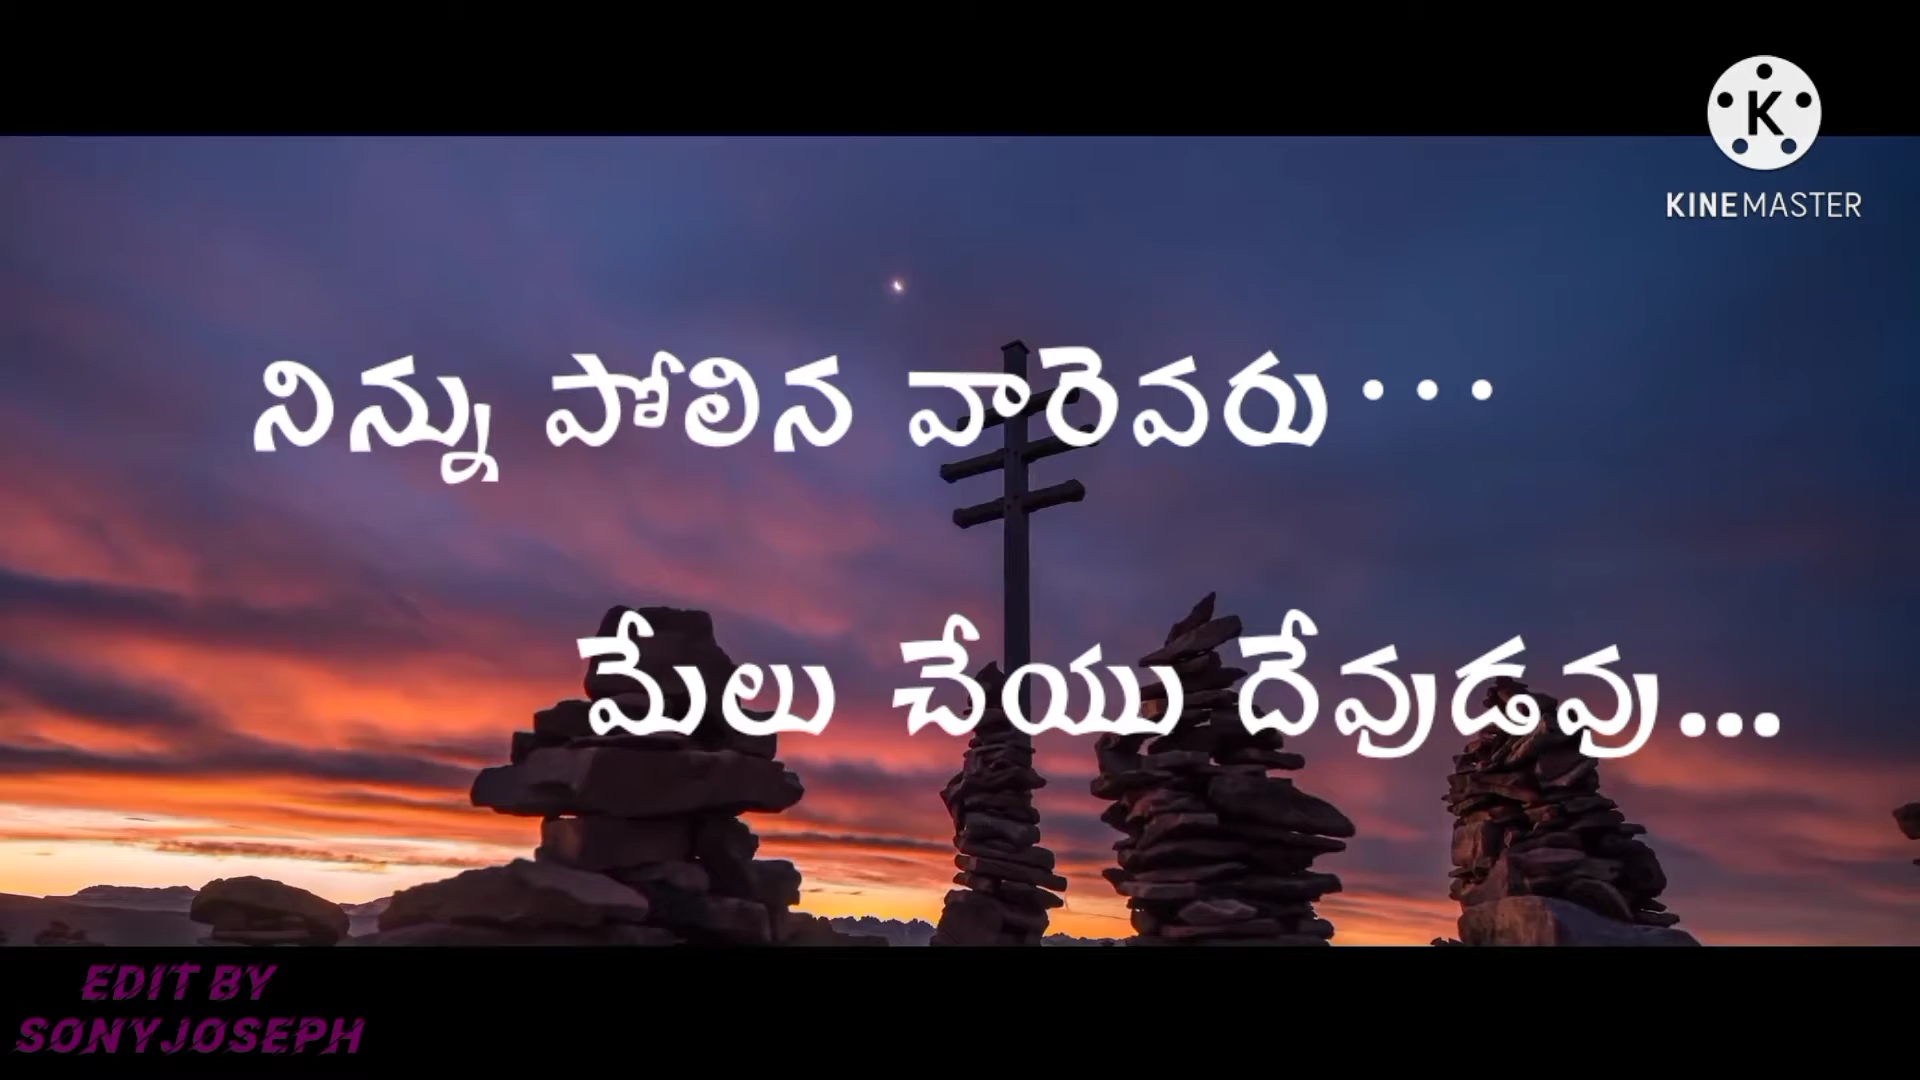 K
KINEMASTER
నిన్ను పోలిన వారెవరు...
మేలు చేయు దేవుడవు...
EDIT BY
SONYJOSEPH